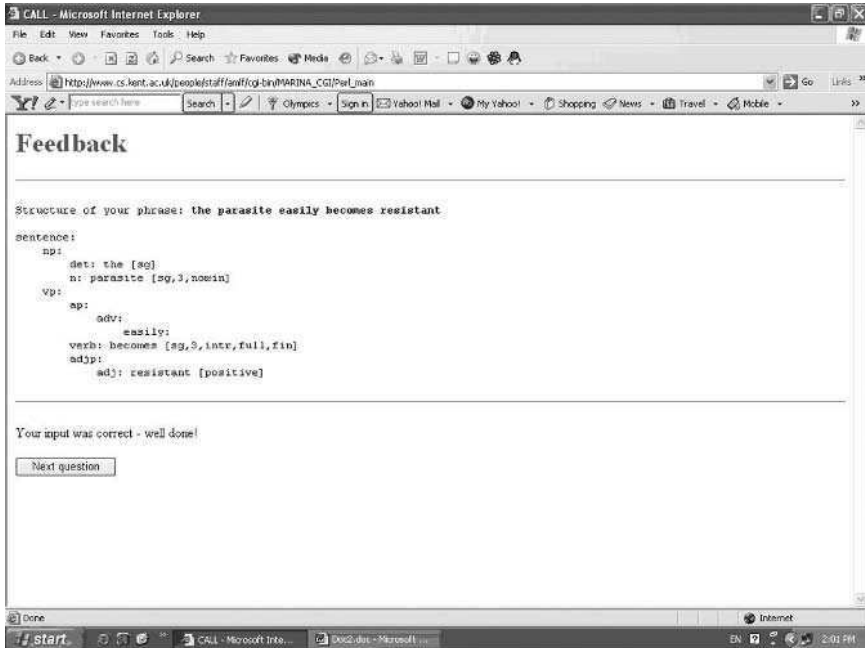 CALL - Microsoft Internet Explorer
File Edit View Favorites Tools Help
Back Search Favorites Media
Address http://www.cs.kent.ac.uk/people/staff/amlf/cgi-bin/MARINA_CGI/Perl_main Go Links »
Y! type search here Search Olympics Sign in Yahoo! Mail My Yahoo! Shopping News Travel Mobile »
Feedback
Structure of your phrase: the parasite easily becomes resistant
sentence:
np:
det: the [sg]
n: parasite [sg,3,nomin]
vp:
ap:
adv:
easily:
verb: becomes [sg,3,intr,full,fin]
adjp:
adj: resistant [positive]
Your input was correct - well done!
Next question
Done Internet
start » CALL - Microsoft Inte... Doc2.doc - Microsoft ... EN 2:01 PM